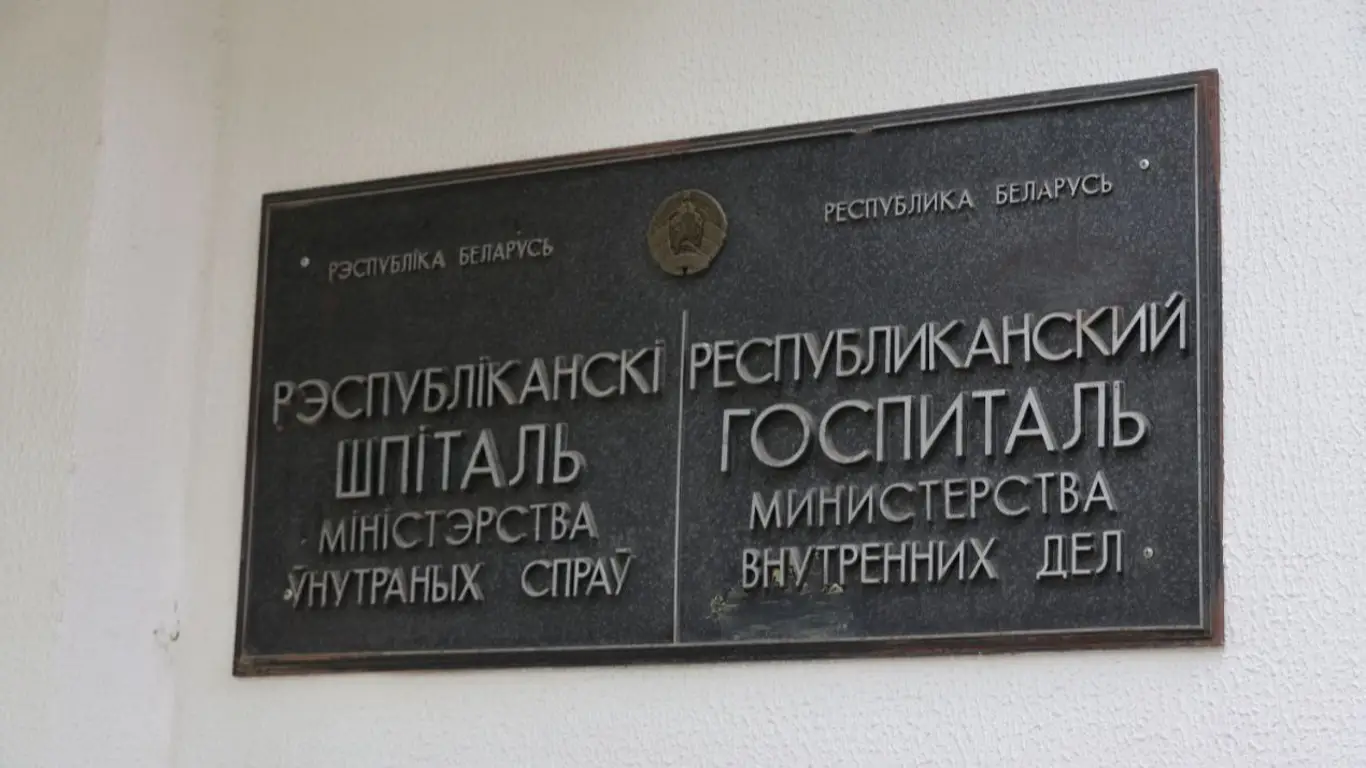 РЭСПУБЛІКА БЕЛАРУСЬ
РЭСПУБЛІКАНСКІ
ШПІТАЛЬ
МІНІСТЭРСТВА
ЎНУТРАНЫХ СПРАЎ
РЕСПУБЛИКА БЕЛАРУСЬ
РЕСПУБЛИКАНСКИЙ
ГОСПИТАЛЬ
МИНИСТЕРСТВА
ВНУТРЕННИХ ДЕЛ